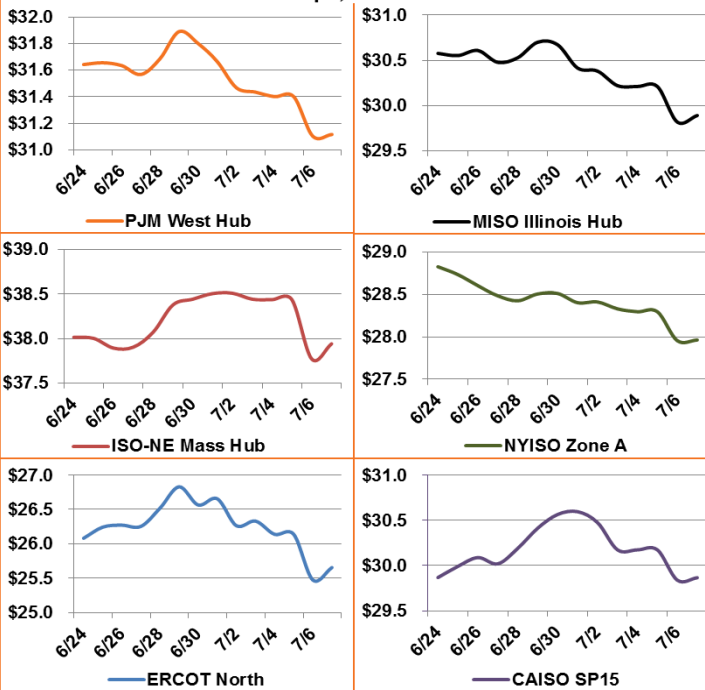 $32.0
$31.8
$31.6
$31.4
$31.2
$31.0
6/24 6/26 6/28 6/30 7/2 7/4 7/6
PJM West Hub
$31.0
$30.5
$30.0
$29.5
6/24 6/26 6/28 6/30 7/2 7/4 7/6
MISO Illinois Hub
$39.0
$38.5
$38.0
$37.5
6/24 6/26 6/28 6/30 7/2 7/4 7/6
ISO-NE Mass Hub
$29.0
$28.5
$28.0
$27.5
6/24 6/26 6/28 6/30 7/2 7/4 7/6
NYISO Zone A
$27.0
$26.5
$26.0
$25.5
$25.0
6/24 6/26 6/28 6/30 7/2 7/4 7/6
ERCOT North
$31.0
$30.5
$30.0
$29.5
6/24 6/26 6/28 6/30 7/2 7/4 7/6
CAISO SP15